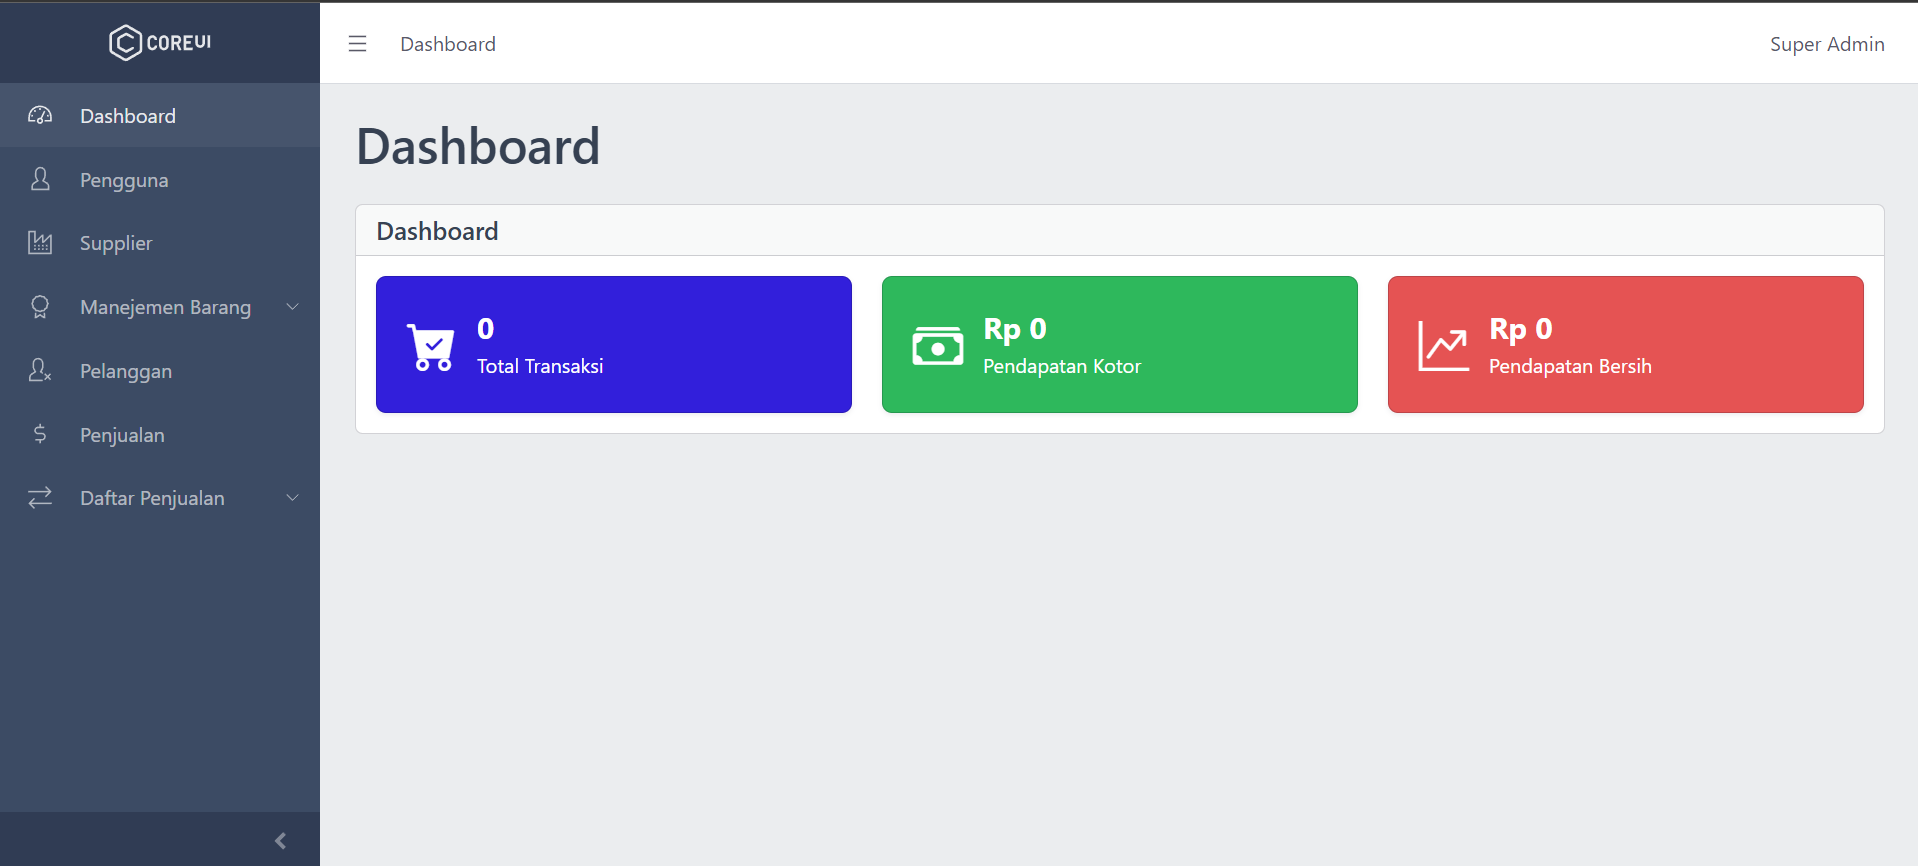 COREUI
Dashboard
Super Admin
Dashboard
Pengguna
Supplier
Manejemen Barang
Pelanggan
Penjualan
Daftar Penjualan
Dashboard
Dashboard
0
Total Transaksi
Rp 0
Pendapatan Kotor
Rp 0
Pendapatan Bersih